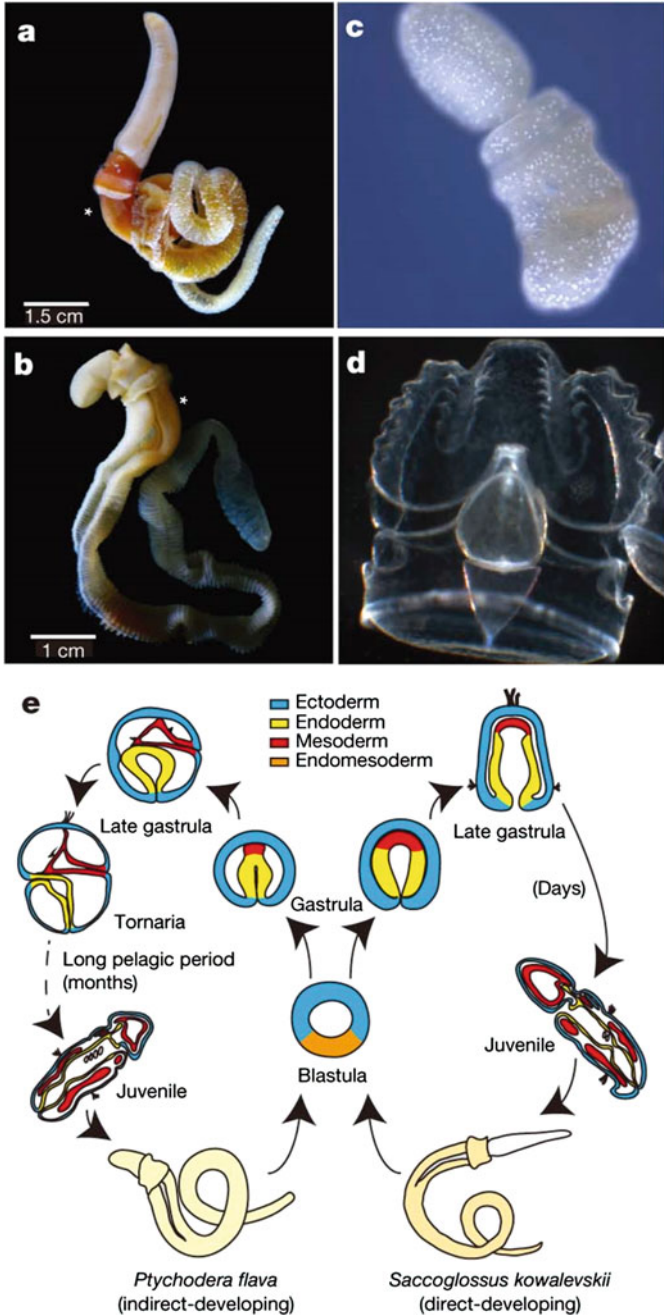 a
1.5 cm
*
c
b
*
1 cm
d
e
Ectoderm
Endoderm
Mesoderm
Endomesoderm
Late gastrula
Late gastrula
Gastrula
(Days)
Tornaria
Long pelagic period
(months)
Blastula
Juvenile
Juvenile
Ptychodera flava
(indirect-developing)
Saccoglossus kowalevskii
(direct-developing)